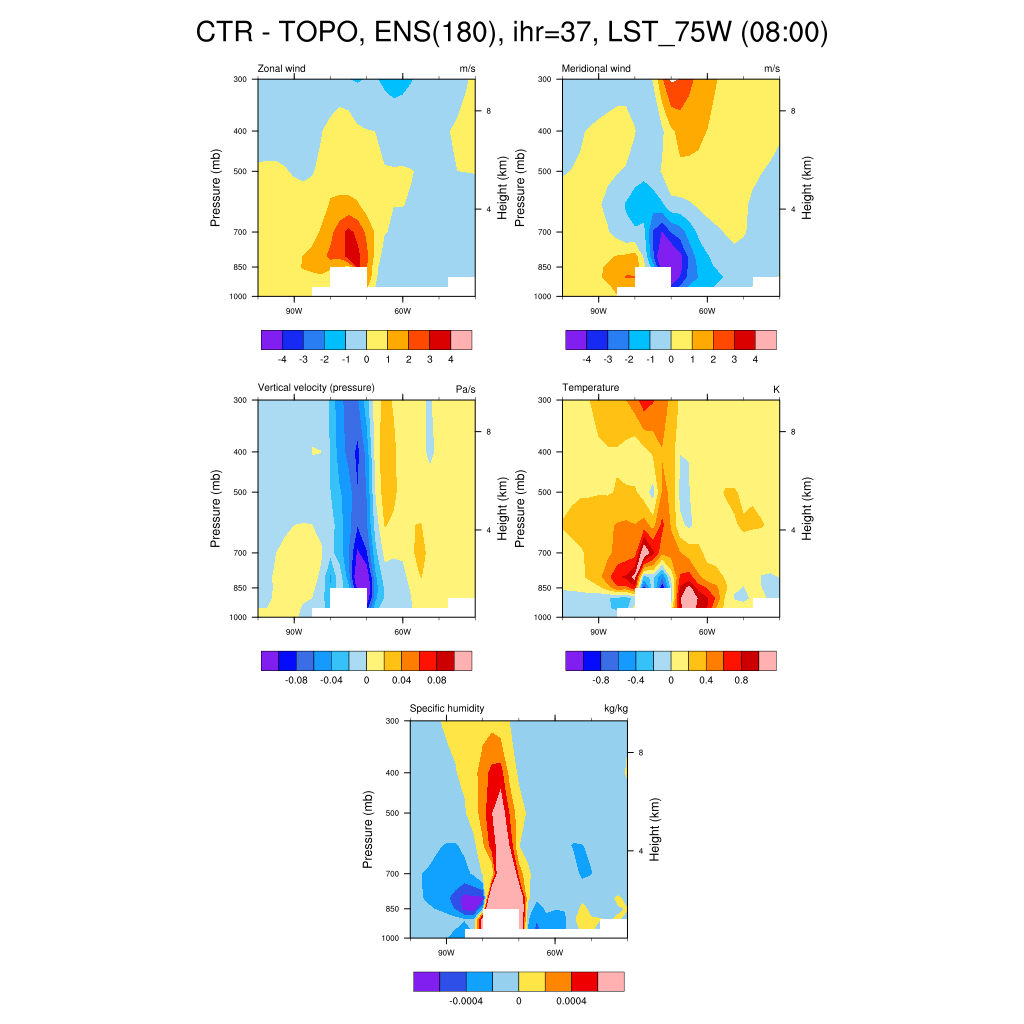 CTR - TOPO, ENS(180), ihr=37, LST_75W (08:00)
Zonal wind m/s
300
400
500
700
850
1000
Pressure (mb)
8
4
Height (km)
90W 60W
-4 -3 -2 -1 0 1 2 3 4
Meridional wind m/s
300
400
500
700
850
1000
Pressure (mb)
8
4
Height (km)
90W 60W
-4 -3 -2 -1 0 1 2 3 4
Vertical velocity (pressure) Pa/s
300
400
500
700
850
1000
Pressure (mb)
8
4
Height (km)
90W 60W
-0.08 -0.04 0 0.04 0.08
Temperature K
300
400
500
700
850
1000
Pressure (mb)
8
4
Height (km)
90W 60W
-0.8 -0.4 0 0.4 0.8
Specific humidity kg/kg
300
400
500
700
850
1000
Pressure (mb)
8
4
Height (km)
90W 60W
-0.0004 0 0.0004